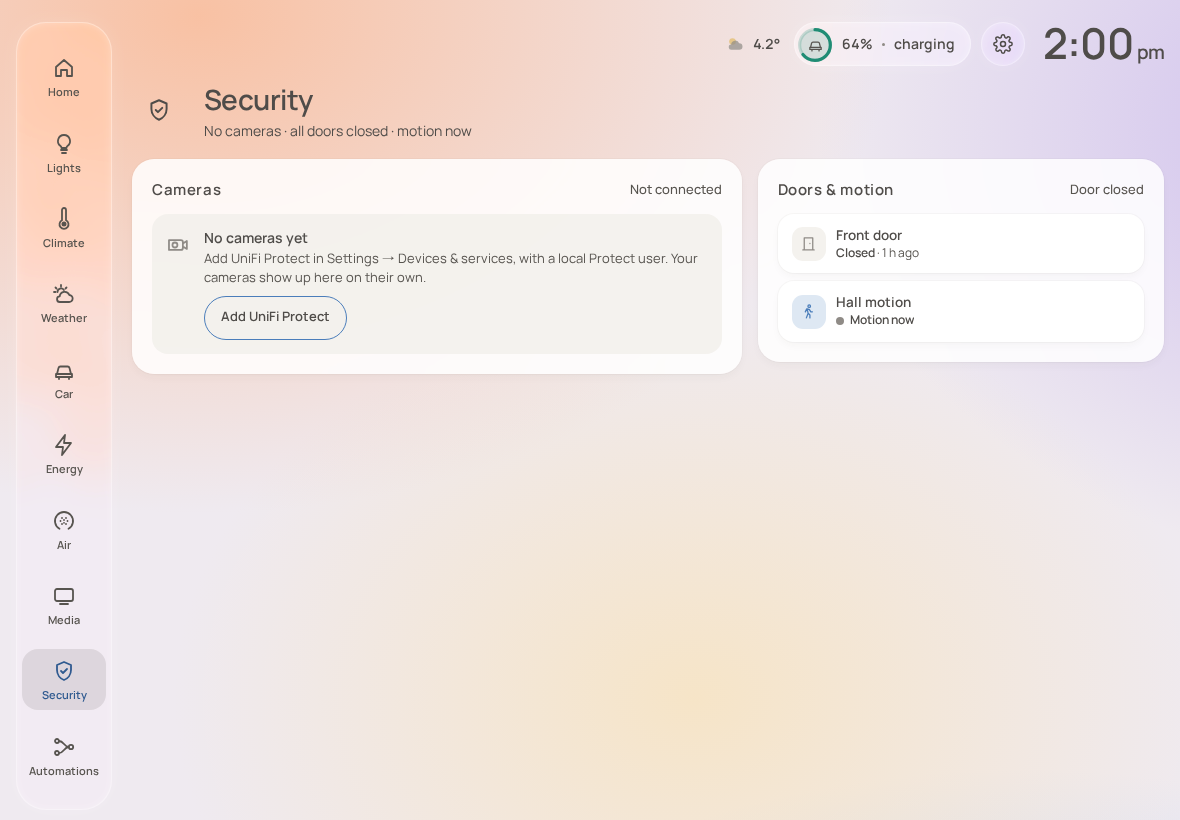 4.2°
64% · charging
2:00 pm
Home
Lights
Climate
Weather
Car
Energy
Air
Media
Security
Automations
Security
No cameras · all doors closed · motion now
Cameras
Not connected
No cameras yet
Add UniFi Protect in Settings → Devices & services, with a local Protect user. Your
cameras show up here on their own.
Add UniFi Protect
Doors & motion
Door closed
Front door
Closed · 1 h ago
Hall motion
Motion now